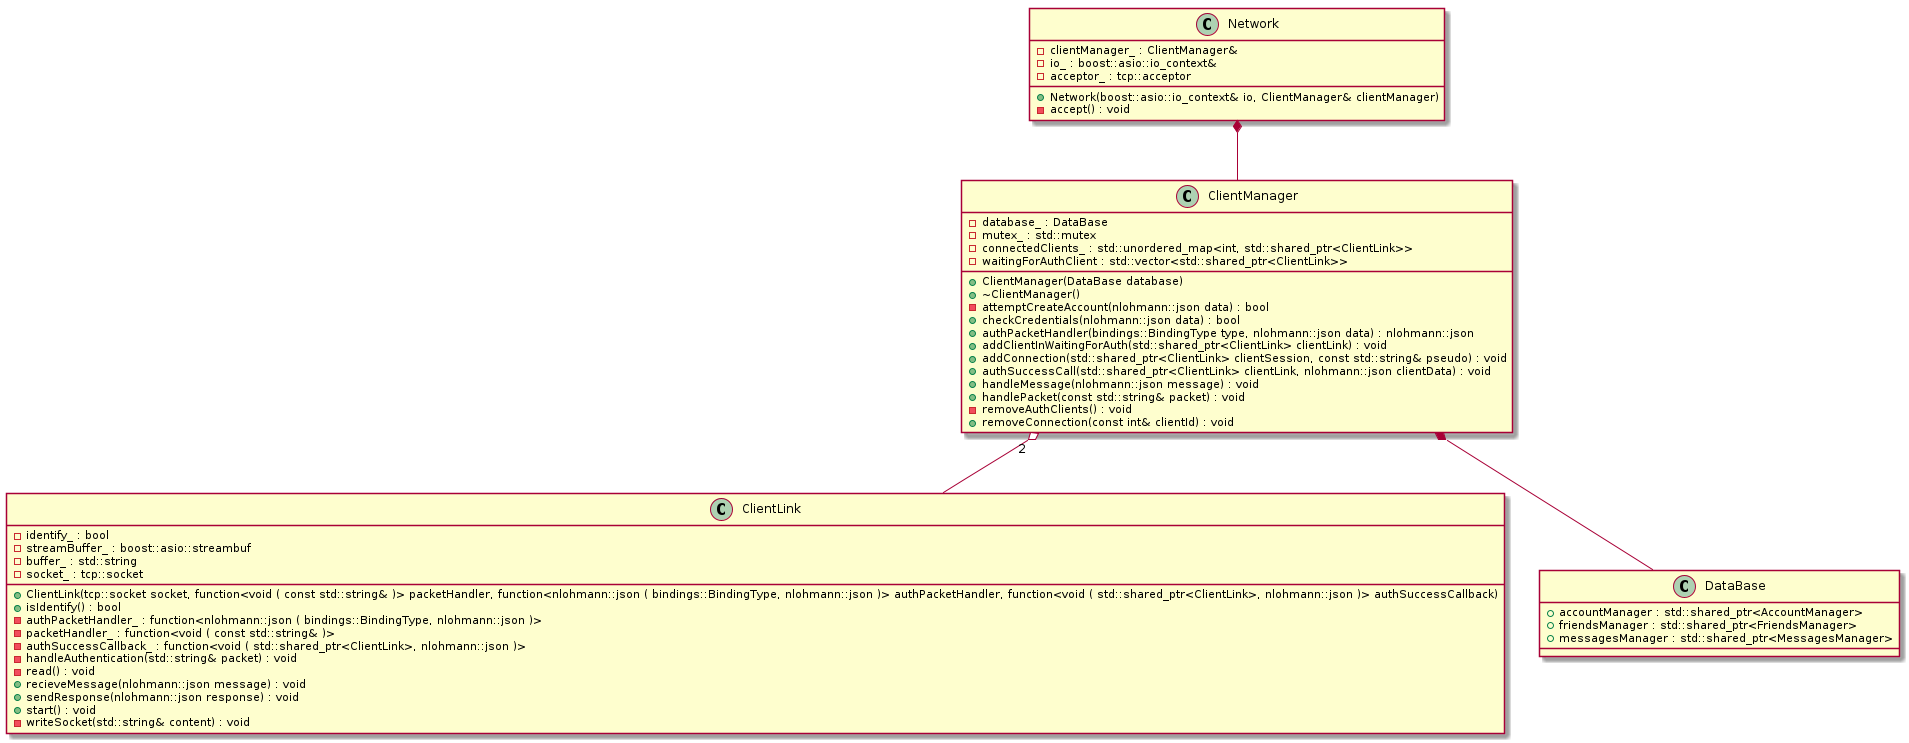 C Network
clientManager_ : ClientManager&
io_ : boost::asio::io_context&
acceptor_ : tcp::acceptor
Network(boost::asio::io_context& io, ClientManager& clientManager)
accept() : void
C ClientManager
database_ : DataBase
mutex_ : std::mutex
connectedClients_ : std::unordered_map<int, std::shared_ptr<ClientLink>>
waitingForAuthClient : std::vector<std::shared_ptr<ClientLink>>
ClientManager(DataBase database)
~ClientManager()
attemptCreateAccount(nlohmann::json data) : bool
checkCredentials(nlohmann::json data) : bool
authPacketHandler(bindings::BindingType type, nlohmann::json data) : nlohmann::json
addClientInWaitingForAuth(std::shared_ptr<ClientLink> clientLink) : void
addConnection(std::shared_ptr<ClientLink> clientSession, const std::string& pseudo) : void
authSuccessCall(std::shared_ptr<ClientLink> clientLink, nlohmann::json clientData) : void
handleMessage(nlohmann::json message) : void
handlePacket(const std::string& packet) : void
removeAuthClients() : void
removeConnection(const int& clientId) : void
2
C ClientLink
identify_ : bool
streamBuffer_ : boost::asio::streambuf
buffer_ : std::string
socket_ : tcp::socket
ClientLink(tcp::socket socket, function<void ( const std::string& )> packetHandler, function<nlohmann::json ( bindings::BindingType, nlohmann::json )> authPacketHandler, function<void ( std::shared_ptr<ClientLink>, nlohmann::json )> authSuccessCallback)
isIdentify() : bool
authPacketHandler_ : function<nlohmann::json ( bindings::BindingType, nlohmann::json )>
packetHandler_ : function<void ( const std::string& )>
authSuccessCallback_ : function<void ( std::shared_ptr<ClientLink>, nlohmann::json )>
handleAuthentication(std::string& packet) : void
read() : void
recieveMessage(nlohmann::json message) : void
sendResponse(nlohmann::json response) : void
start() : void
writeSocket(std::string& content) : void
C DataBase
accountManager : std::shared_ptr<AccountManager>
friendsManager : std::shared_ptr<FriendsManager>
messagesManager : std::shared_ptr<MessagesManager>